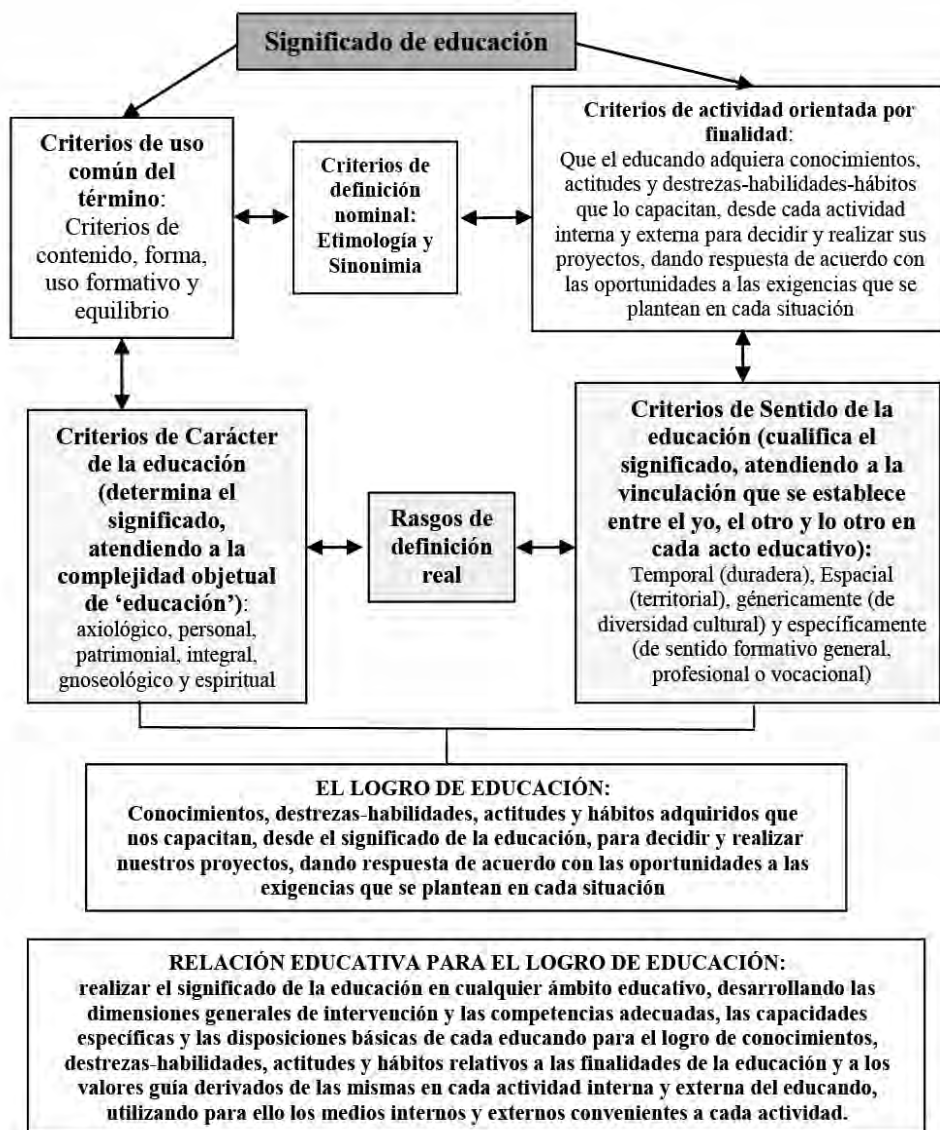 Significado de educación
Criterios de uso
común del
término:
Criterios de
contenido, forma,
uso formativo y
equilibrio
Criterios de
definición
nominal:
Etimología y
Sinonimia
Criterios de actividad orientada por
finalidad:
Que el educando adquiera conocimientos,
actitudes y destrezas-habilidades-hábitos
que lo capacitan, desde cada actividad
interna y externa para decidir y realizar sus
proyectos, dando respuesta de acuerdo con
las oportunidades a las exigencias que se
plantean en cada situación
Criterios de Carácter
de la educación
(determina el
significado,
atendiendo a la
complejidad objetual
de ‘educación’):
axiológico, personal,
patrimonial, integral,
gnoseológico y espiritual
Rasgos de
definición
real
Criterios de Sentido de la
educación (cualifica el
significado, atendiendo a la
vinculación que se establece
entre el yo, el otro y lo otro en
cada acto educativo):
Temporal (duradera), Espacial
(territorial), génericamente (de
diversidad cultural) y específicamente
(de sentido formativo general,
profesional o vocacional)
EL LOGRO DE EDUCACIÓN:
Conocimientos, destrezas-habilidades, actitudes y hábitos adquiridos que
nos capacitan, desde el significado de la educación, para decidir y realizar
nuestros proyectos, dando respuesta de acuerdo con las oportunidades a las
exigencias que se plantean en cada situación
RELACIÓN EDUCATIVA PARA EL LOGRO DE EDUCACIÓN:
realizar el significado de la educación en cualquier ámbito educativo, desarrollando las
dimensiones generales de intervención y las competencias adecuadas, las capacidades
específicas y las disposiciones básicas de cada educando para el logro de conocimientos,
destrezas-habilidades, actitudes y hábitos relativos a las finalidades de la educación y a los
valores guía derivados de las mismas en cada actividad interna y externa del educando,
utilizando para ello los medios internos y externos convenientes a cada actividad.